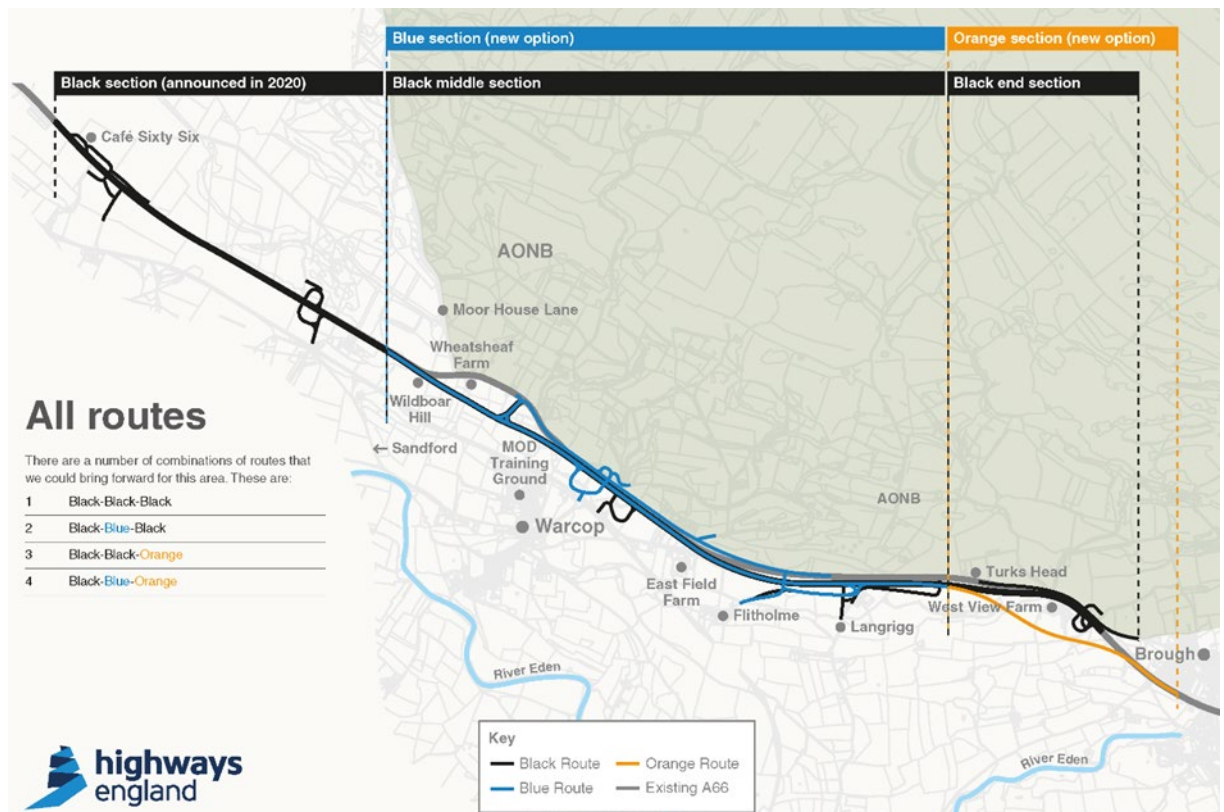 Blue section (new option)
Orange section (new option)
Black section (announced in 2020)
Black middle section
Black end section
Café Sixty Six
AONB
Moor House Lane
Wheatsheaf
Farm
Wildboar
Hill
← Sandford
MOD
Training
Ground
Warcop
AONB
East Field
Farm
Flitholme
Langrigg
Turks Head
West View Farm
Brough
River Eden
River Eden
All routes
There are a number of combinations of routes that
we could bring forward for this area. These are:
1 Black-Black-Black
2 Black-Blue-Black
3 Black-Black-Orange
4 Black-Blue-Orange
Key
Black Route
Orange Route
Blue Route
Existing A66
highways
england